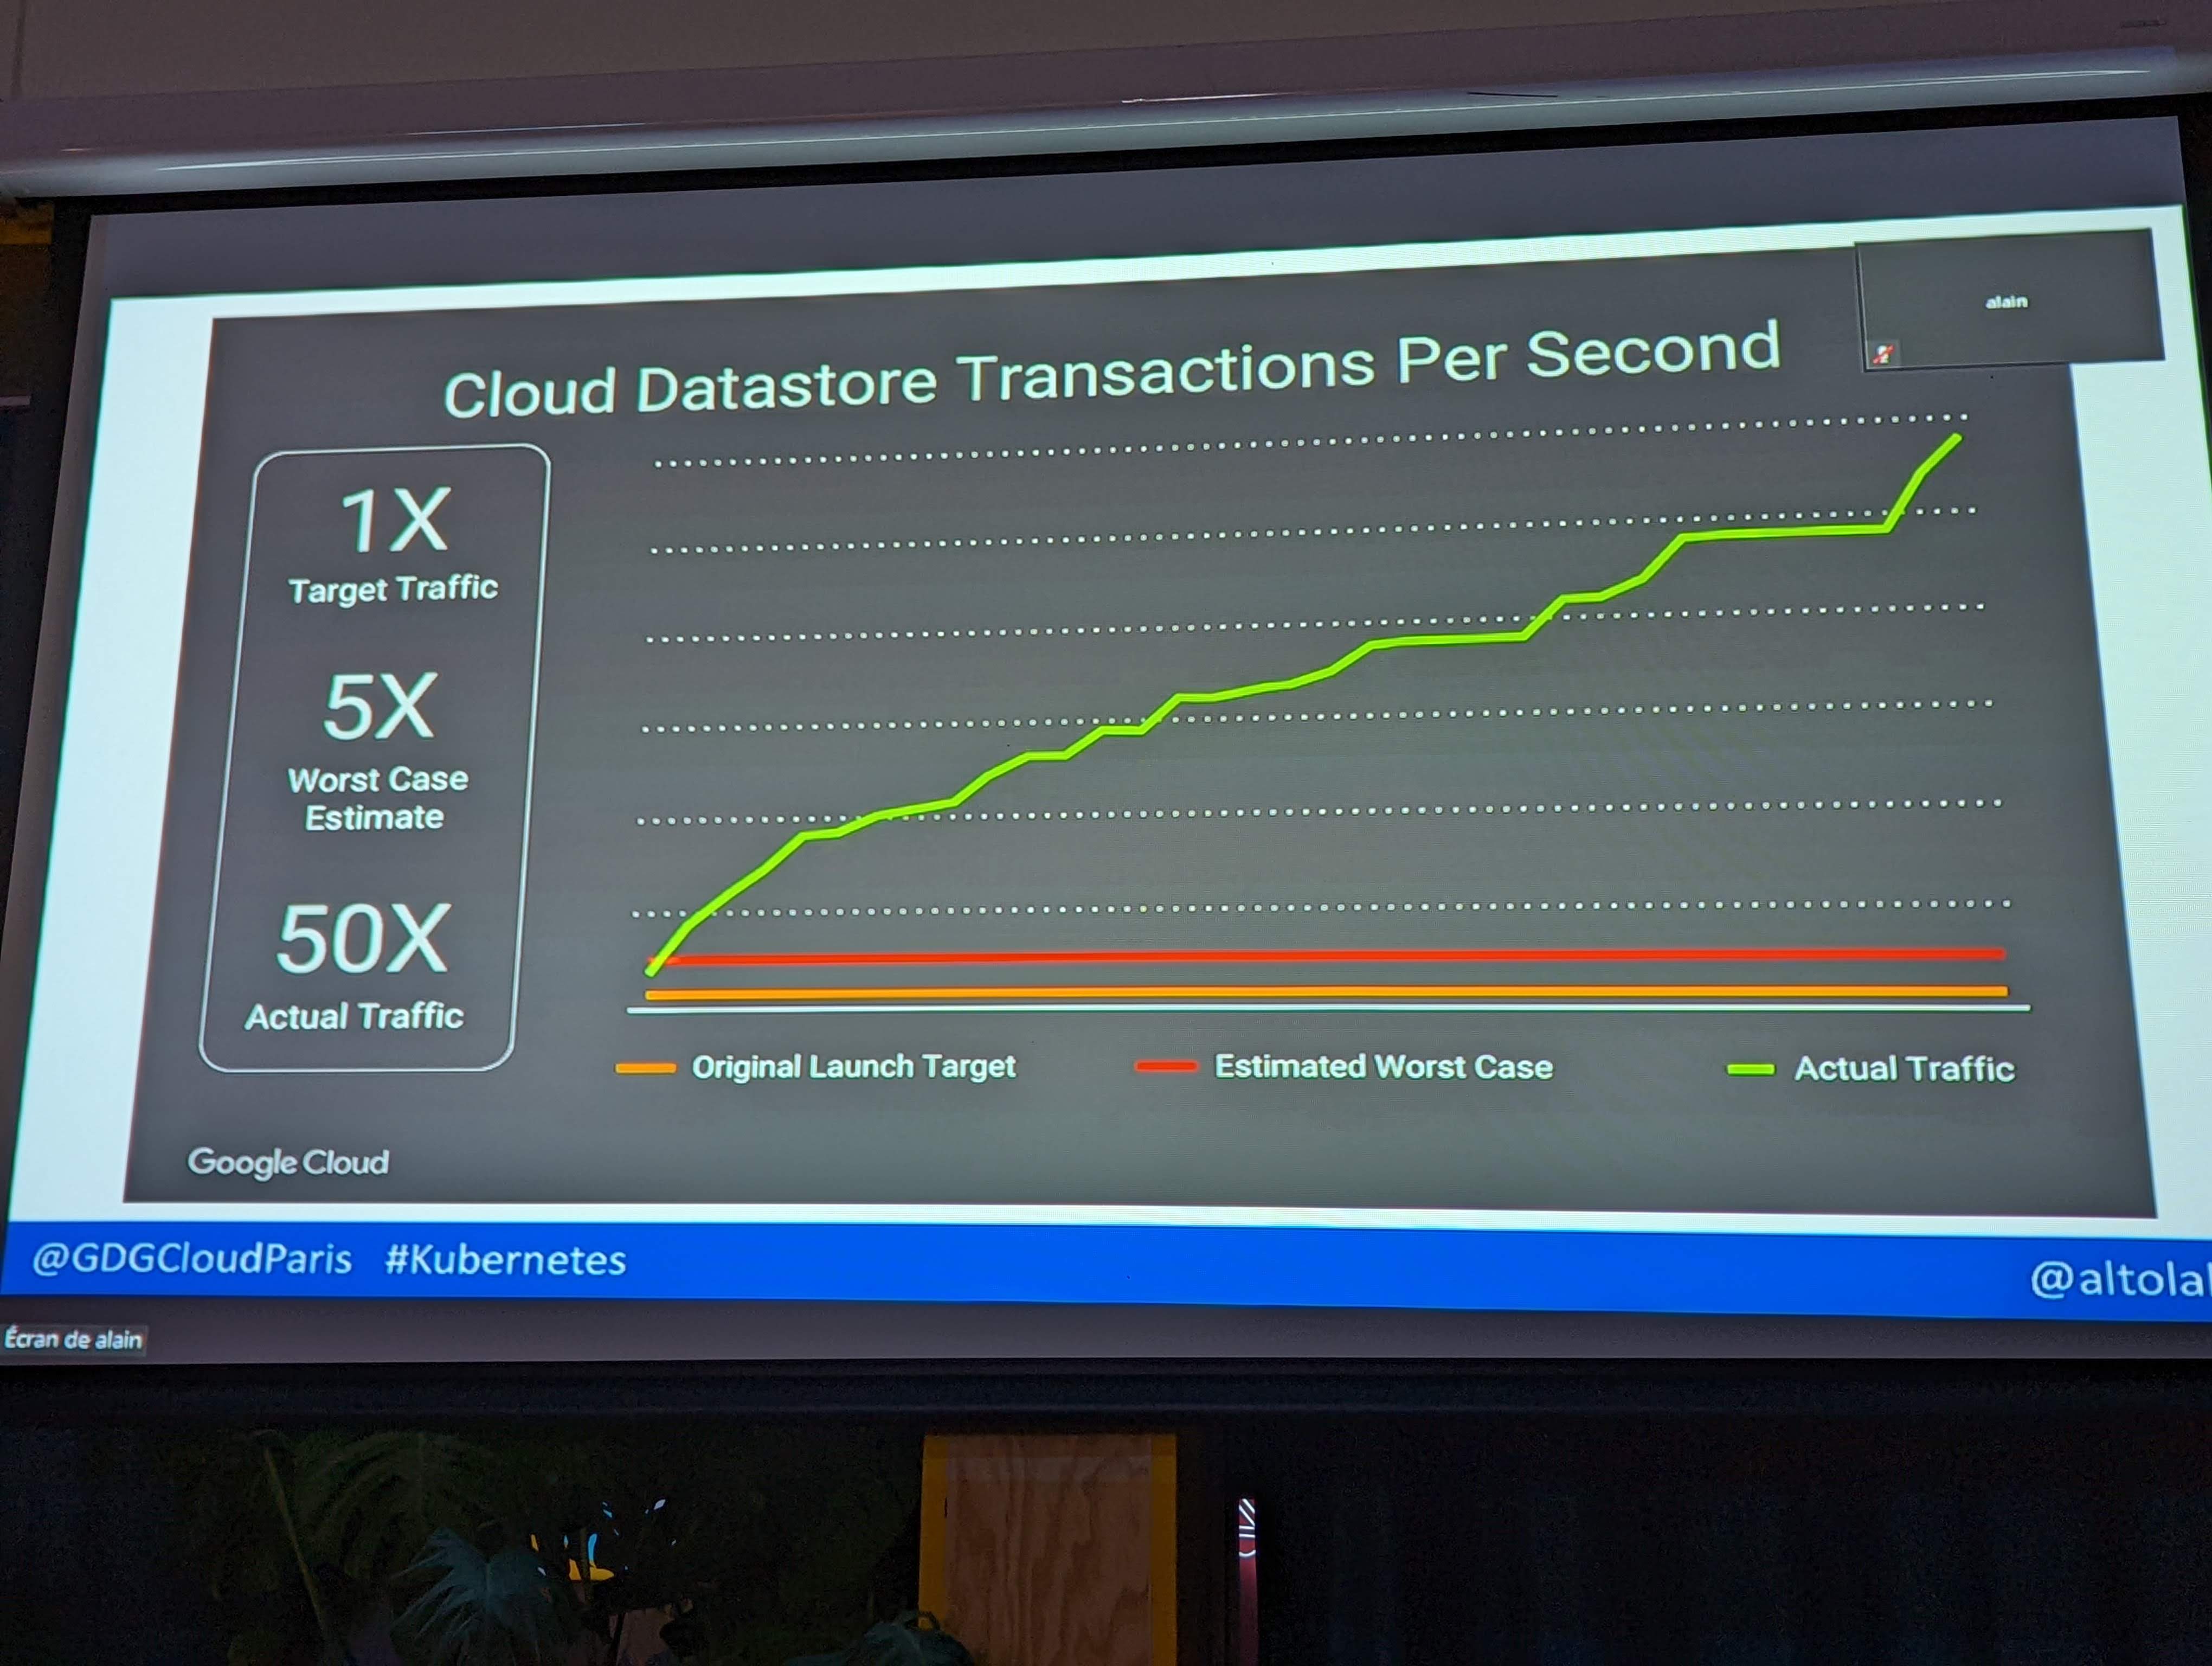 alain
Cloud Datastore Transactions Per Second
1X
Target Traffic
5X
Worst Case
Estimate
50X
Actual Traffic
Original Launch Target
Estimated Worst Case
Actual Traffic
Google Cloud
@GDGCloudParis #Kubernetes
@altola
Écran de alain